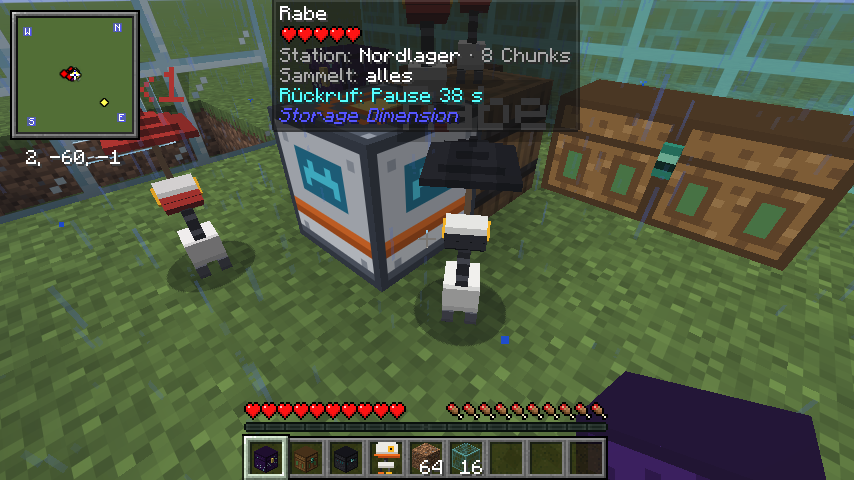 Rabe
Station: Nordlager · 8 Chunks
Sammelt: alles
Rückruf: Pause 38 s
Storage Dimension
W
N
S
E
2, -60, -1
64
16